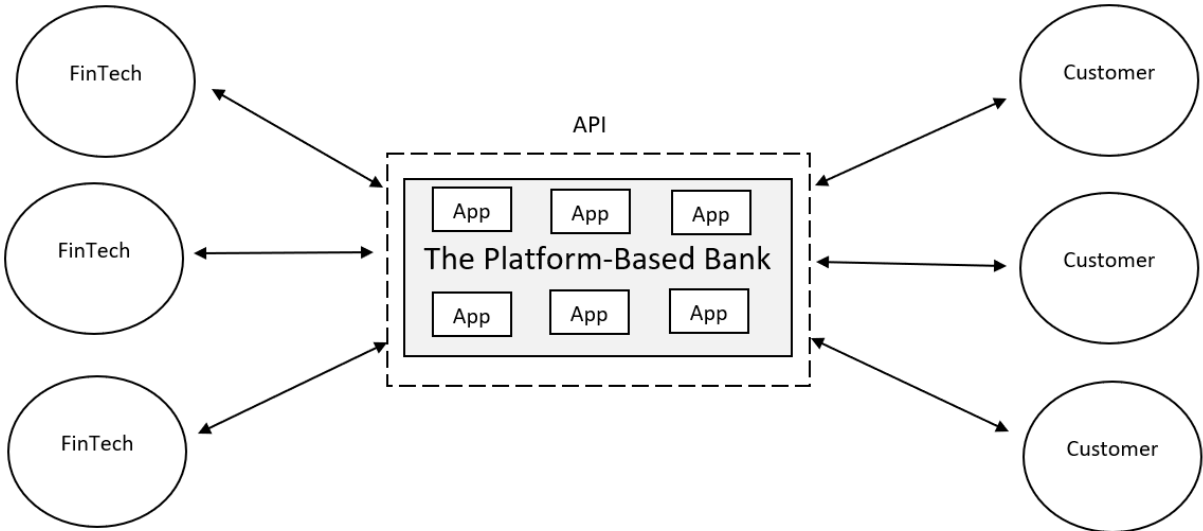 FinTech
Customer
API
App App App
FinTech
The Platform-Based Bank
Customer
App App App
FinTech
Customer